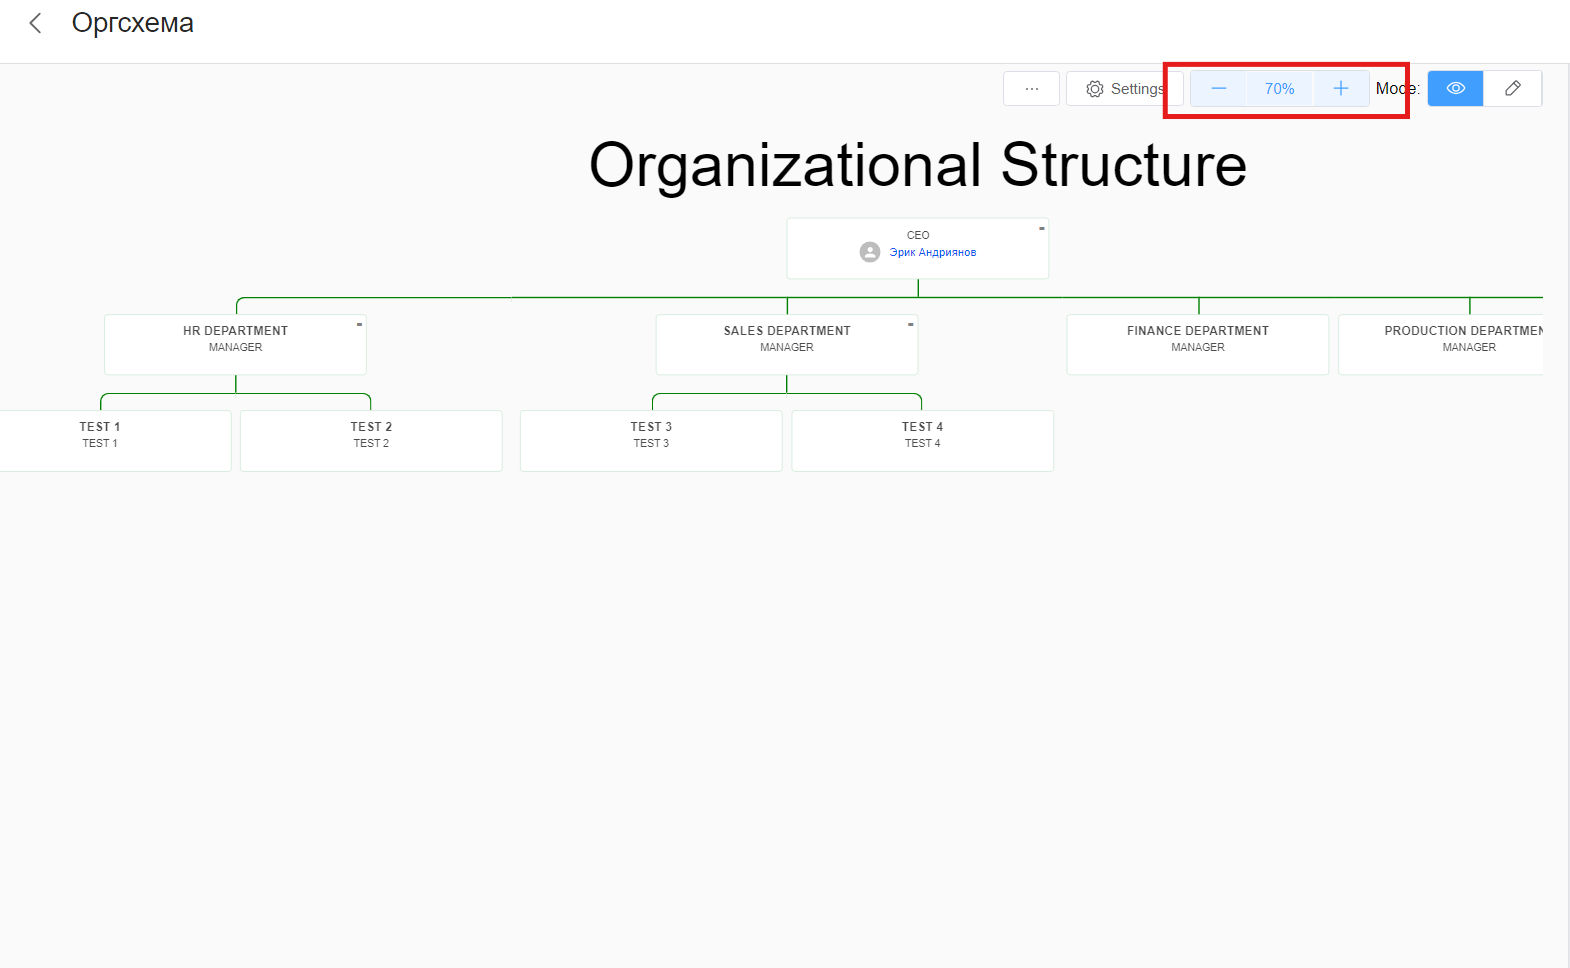 Оргсхема
Settings
70%
Mode:
Organizational Structure
CEO
Эрик Андриянов
HR DEPARTMENT
MANAGER
SALES DEPARTMENT
MANAGER
FINANCE DEPARTMENT
MANAGER
PRODUCTION DEPARTMEN
MANAGER
TEST 1
TEST 1
TEST 2
TEST 2
TEST 3
TEST 3
TEST 4
TEST 4